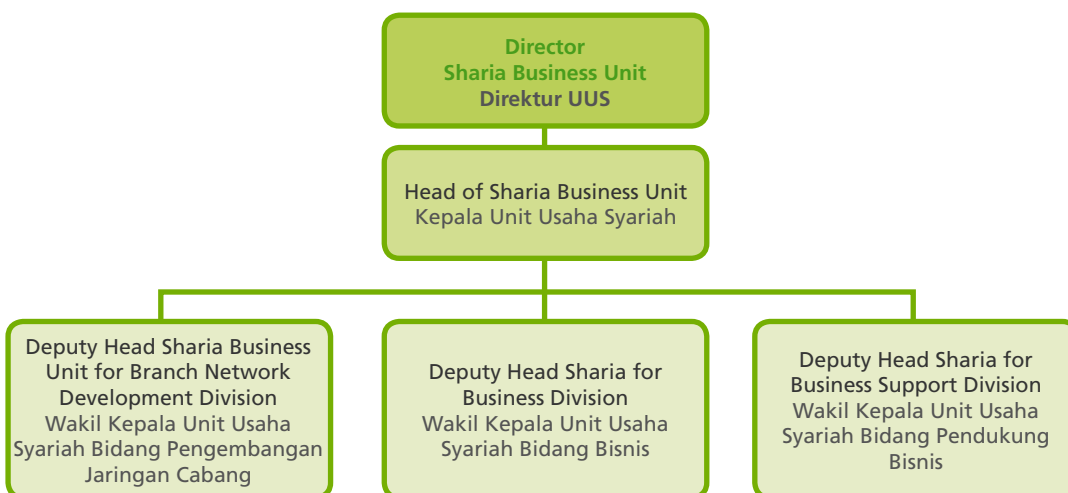 Director
Sharia Business Unit
Direktur UUS
Head of Sharia Business Unit
Kepala Unit Usaha Syariah
Deputy Head Sharia Business
Unit for Branch Network
Development Division
Wakil Kepala Unit Usaha
Syariah Bidang Pengembangan
Jaringan Cabang
Deputy Head Sharia for
Business Division
Wakil Kepala Unit Usaha
Syariah Bidang Bisnis
Deputy Head Sharia for
Business Support Division
Wakil Kepala Unit Usaha
Syariah Bidang Pendukung
Bisnis